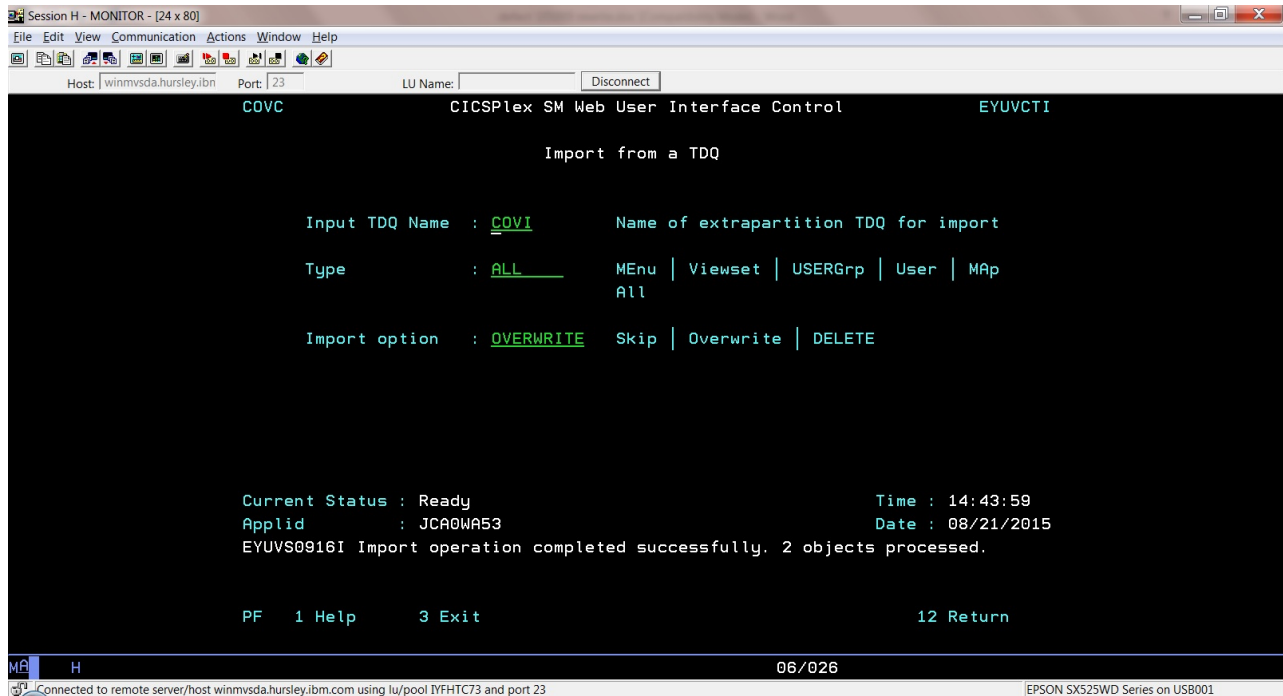 Session H - MONITOR - [24 x 80]
File Edit View Communication Actions Window Help
Host: winmvsda.hursley.ibn Port: 23 LU Name: Disconnect
COVC CICSPlex SM Web User Interface Control EYUVCTI
Import from a TDQ
Input TDQ Name : COVI Name of extrapartition TDQ for import
Type : ALL MEnu | Viewset | USERGrp | User | MAp
All
Import option : OVERWRITE Skip | Overwrite | DELETE
Current Status : Ready Time : 14:43:59
Applid : JCA0WA53 Date : 08/21/2015
EYUVS0916I Import operation completed successfully. 2 objects processed.
PF 1 Help 3 Exit 12 Return
MA H 06/026
Connected to remote server/host winmvsda.hursley.ibm.com using lu/pool IYFHTC73 and port 23 EPSON SX525WD Series on USB001